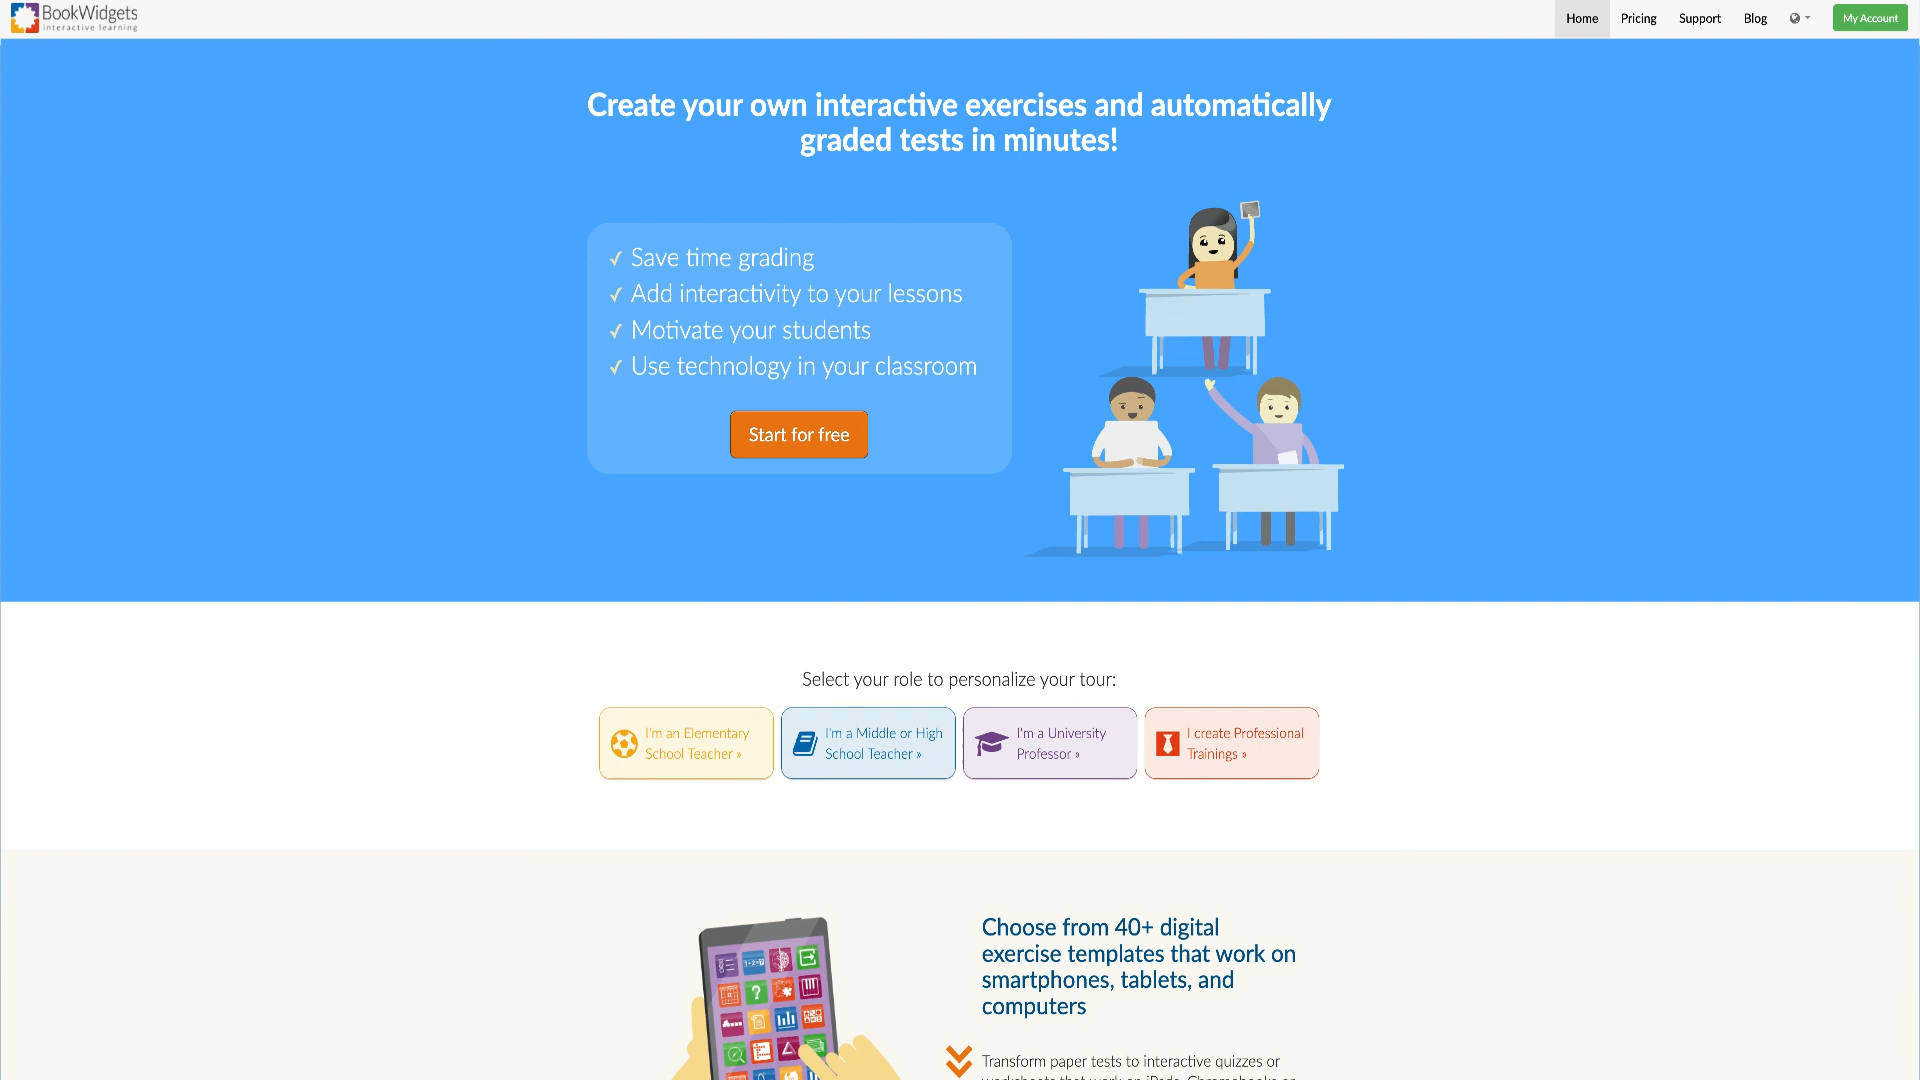 BookWidgets
interactive learning
Home
Pricing
Support
Blog
My Account
Create your own interactive exercises and automatically
graded tests in minutes!
✓ Save time grading
✓ Add interactivity to your lessons
✓ Motivate your students
✓ Use technology in your classroom
Start for free
Select your role to personalize your tour:
I'm an Elementary
School Teacher »
I'm a Middle or High
School Teacher »
I'm a University
Professor »
I create Professional
Trainings »
Choose from 40+ digital
exercise templates that work on
smartphones, tablets, and
computers
Transform paper tests to interactive quizzes or